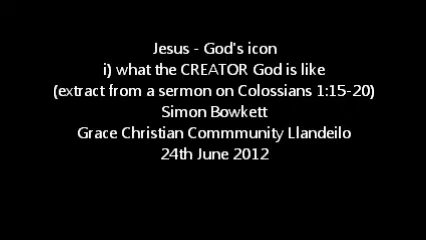 Jesus - God's icon
i) what the CREATOR God is like
(extract from a sermon on Colossians 1:15-20)
Simon Bowkett
Grace Christian Commmunity Llandeilo
24th June 2012